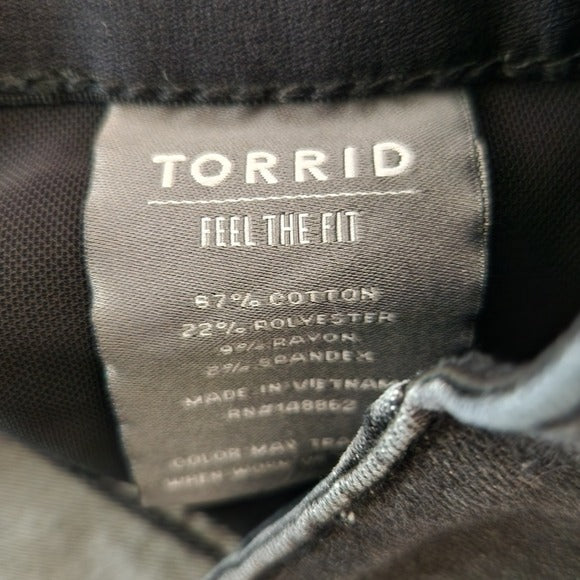 TORRID
FEEL THE FIT
67% COTTON
22% POLYESTER
9% RAYON
2% SPANDEX
MADE IN VIETNAM
RN#148862
COLOR MAY
WHEN